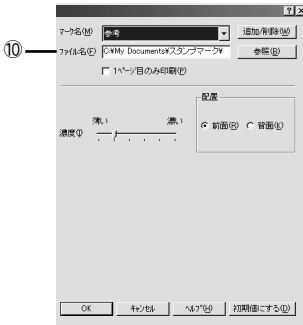 マーク名(M) 参考 追加/削除(W)
⑩ ファイル名(F) C¥My Documents¥スタンプマーク¥ 参照(B)
1ページ目のみ印刷(P)
配置
薄い 濃い
濃度(I) 前面(R) 背面(K)
OK キャンセル ヘルプ(H) 初期値にする(D)